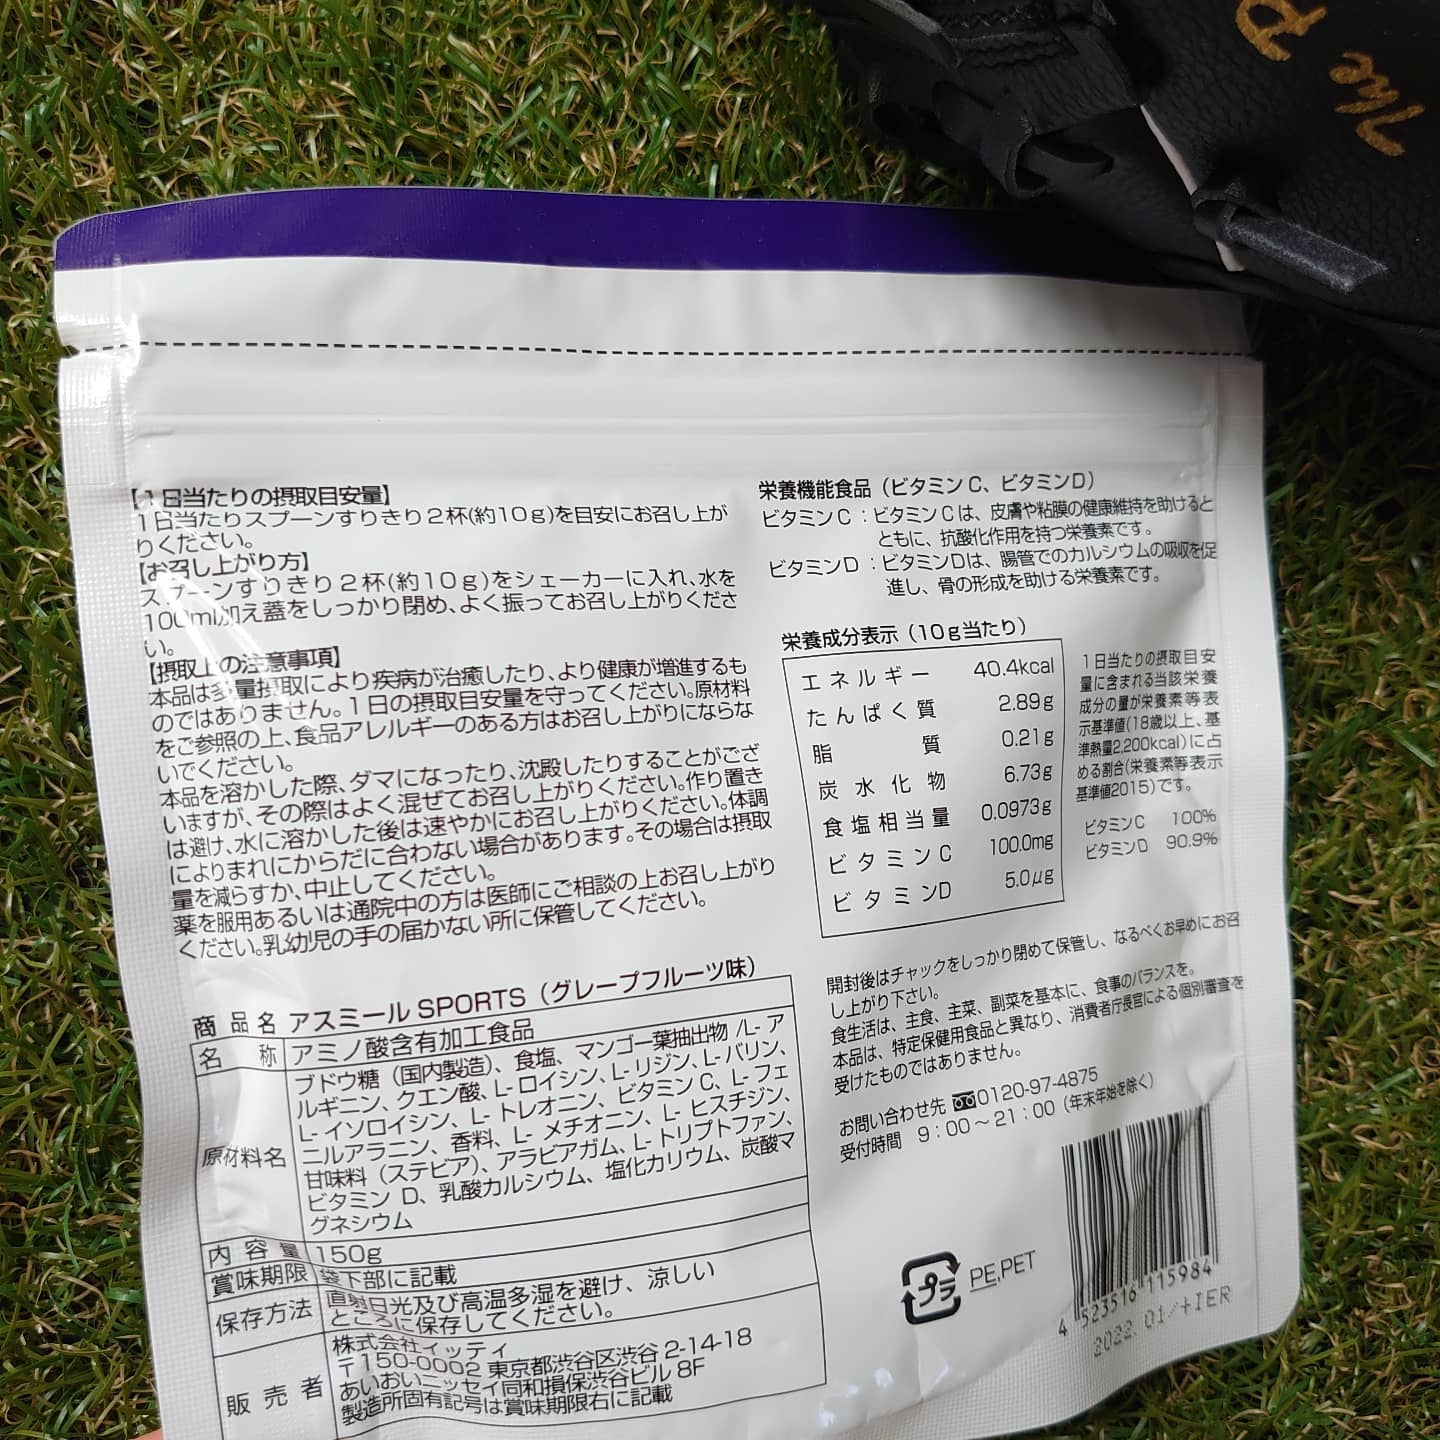 The P
【1日当たりの摂取目安量】
1日当たりスプーンすりきり2杯(約10g)を目安にお召し上が
りください。
【お召し上がり方】
スプーンすりきり2杯(約10g)をシェーカーに入れ、水を
100ml加え蓋をしっかり閉め、よく振ってお召し上がりくださ
い。
【摂取上の注意事項】
本品は多量摂取により疾病が治癒したり、より健康が増進するも
のではありません。1日の摂取目安量を守ってください。原材料
をご参照の上、食品アレルギーのある方はお召し上がりにならな
いでください。
本品を溶かした際、ダマになったり、沈殿したりすることがござ
いますが、その際はよく混ぜてお召し上がりください。作り置き
は避け、水に溶かした後は速やかにお召し上がりください。体調
によりまれにからだに合わない場合があります。その場合は摂取
量を減らすか、中止してください。
薬を服用あるいは通院中の方は医師にご相談の上お召し上がり
ください。乳幼児の手の届かない所に保管してください。
商品名 アスミール SPORTS（グレープフルーツ味）
名称 アミノ酸含有加工食品
原材料名 ブドウ糖（国内製造）、食塩、マンゴー葉抽出物 /L-ア
ルギニン、クエン酸、L-ロイシン、L-リジン、L-バリン、
L-イソロイシン、L-トレオニン、ビタミンC、L-フェ
ニルアラニン、香料、L-メチオニン、L-ヒスチジン、
甘味料（ステビア）、アラビアガム、L-トリプトファン、
ビタミンD、乳酸カルシウム、塩化カリウム、炭酸マ
グネシウム
内容量 150g
賞味期限 袋下部に記載
保存方法 直射日光及び高温多湿を避け、涼しい
ところに保存してください。
販売者 株式会社イッティ
〒150-0002 東京都渋谷区渋谷 2-14-18
あいおいニッセイ同和損保渋谷ビル 8F
製造所固有記号は賞味期限右に記載
栄養機能食品（ビタミンC、ビタミンD）
ビタミンC：ビタミンCは、皮膚や粘膜の健康維持を助けると
ともに、抗酸化作用を持つ栄養素です。
ビタミンD：ビタミンDは、腸管でのカルシウムの吸収を促
進し、骨の形成を助ける栄養素です。
栄養成分表示（10g当たり）
エネルギー 40.4kcal
たんぱく質 2.89g
脂質 0.21g
炭水化物 6.73g
食塩相当量 0.0973g
ビタミンC 100.0mg
ビタミンD 5.0μg
1日当たりの摂取目安
量に含まれる当該栄養
成分の量が栄養素等表
示基準値(18歳以上、基
準熱量2,200kcal)に占
める割合(栄養素等表示
基準値2015)です。
ビタミンC 100%
ビタミンD 90.9%
開封後はチャックをしっかり閉めて保管し、なるべくお早めにお召
し上がり下さい。
食生活は、主食、主菜、副菜を基本に、食事のバランスを。
本品は、特定保健用食品と異なり、消費者庁長官による個別審査を
受けたものではありません。
お問い合わせ先 0120-97-4875
受付時間 9：00～21：00（年末年始を除く）
プラ PE,PET
4 523516 115984
2022.01/+IER